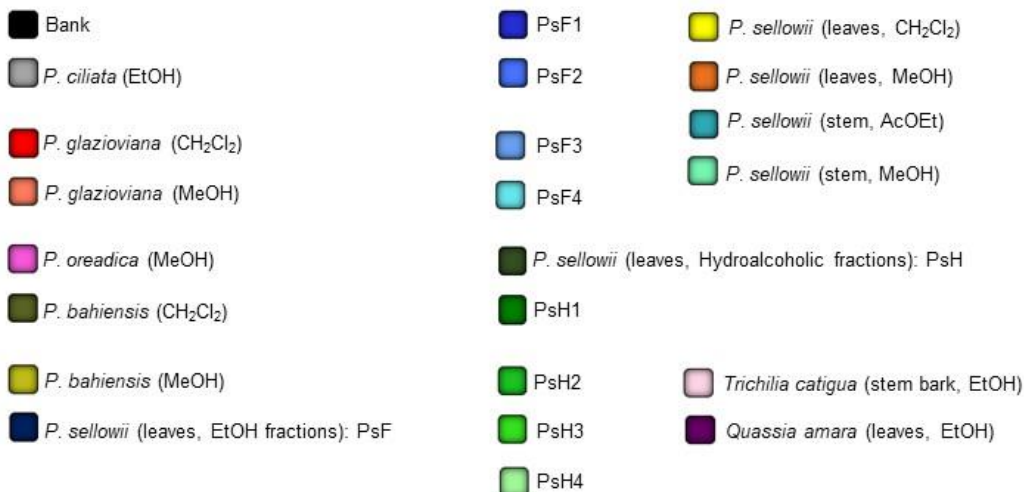 Bank
P. ciliata (EtOH)
P. glazioviana (CH₂Cl₂)
P. glazioviana (MeOH)
P. oreadica (MeOH)
P. bahiensis (CH₂Cl₂)
P. bahiensis (MeOH)
P. sellowii (leaves, EtOH fractions): PsF
PsF1
PsF2
PsF3
PsF4
P. sellowii (leaves, Hydroalcoholic fractions): PsH
PsH1
PsH2
PsH3
PsH4
P. sellowii (leaves, CH₂Cl₂)
P. sellowii (leaves, MeOH)
P. sellowii (stem, AcOEt)
P. sellowii (stem, MeOH)
Trichilia catigua (stem bark, EtOH)
Quassia amara (leaves, EtOH)